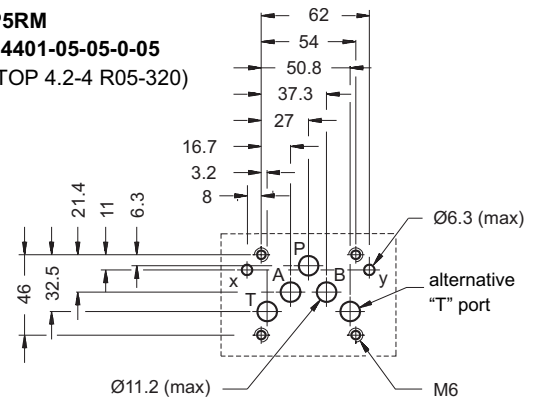 P5RM
4401-05-05-0-05
TOP 4.2-4 R05-320)
62
54
50.8
37.3
27
16.7
3.2
8
21.4
11
6.3
46
32.5
P
A
B
x
y
T
Ø6.3 (max)
alternative
“T” port
Ø11.2 (max)
M6